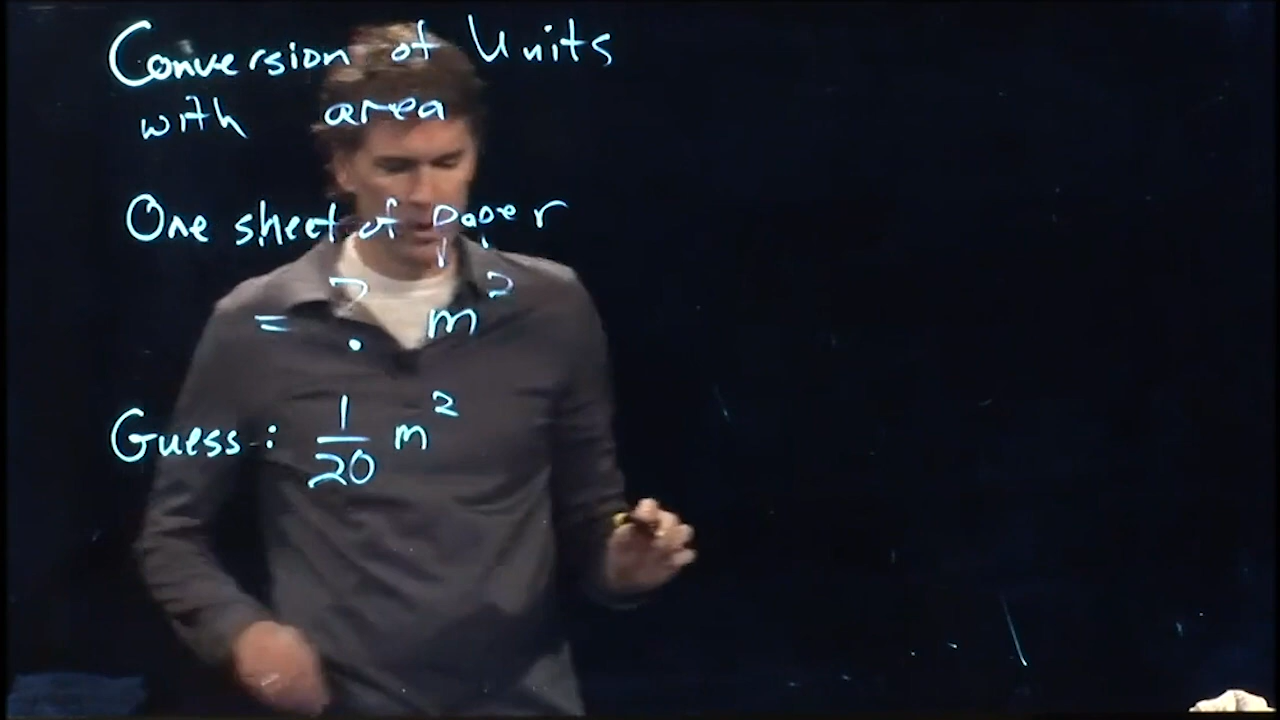 Conversion of Units
with area
One sheet of paper
= ? m²
Guess: 1/20 m²